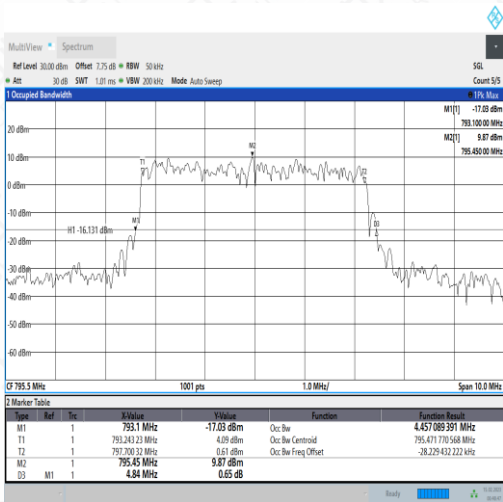 MultiView Spectrum
Ref Level 30.00 dBm Offset 7.75 dB RBW 50 kHz SGL
Att 30 dB SWT 1.01 ms VBW 200 kHz Mode Auto Sweep Count 5/5
1 Occupied Bandwidth 1Pk Max
M1[1] -17.03 dBm
793.100 00 MHz
M2[1] 9.87 dBm
795.450 00 MHz
20 dBm
M2
10 dBm
T1
T2
0 dBm
-10 dBm
M1
D3
H1 -16.131 dBm
-20 dBm
-30 dBm
-40 dBm
-50 dBm
-60 dBm
CF 795.5 MHz 1001 pts 1.0 MHz/ Span 10.0 MHz
2 Marker Table
Type Ref Trc X-Value Y-Value Function Function Result
M1 1 793.1 MHz -17.03 dBm Occ Bw 4.457 089 391 MHz
T1 1 793.243 23 MHz 4.09 dBm Occ Bw Centroid 795.471 770 568 MHz
T2 1 797.700 32 MHz 0.61 dBm Occ Bw Freq Offset -28.229 432 222 kHz
M2 1 795.45 MHz 9.87 dBm
D3 M1 1 4.84 MHz 0.65 dB
Ready